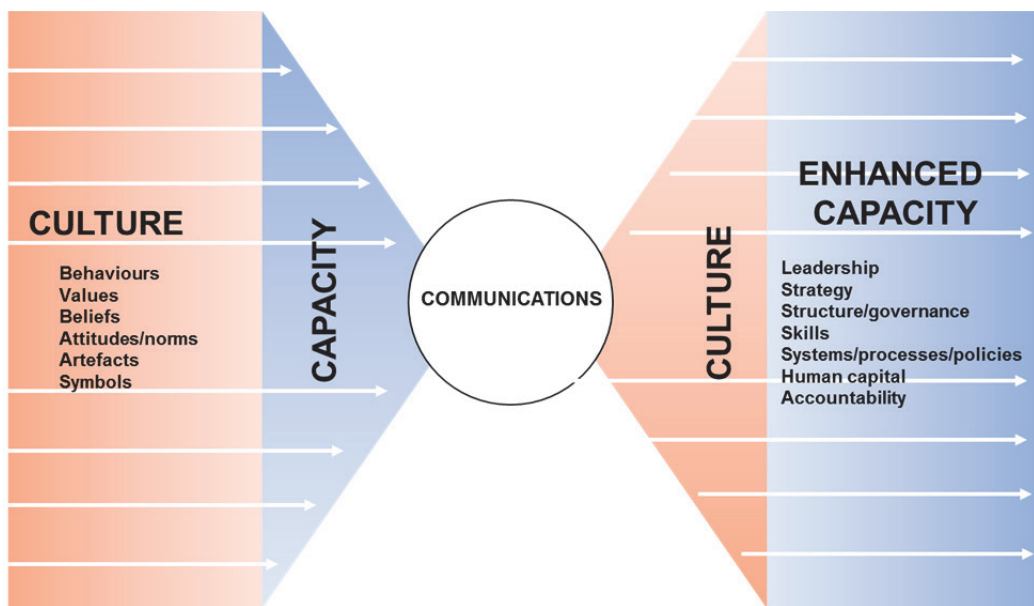 CULTURE
Behaviours
Values
Beliefs
Attitudes/norms
Artefacts
Symbols
CAPACITY
COMMUNICATIONS
CULTURE
ENHANCED
CAPACITY
Leadership
Strategy
Structure/governance
Skills
Systems/processes/policies
Human capital
Accountability